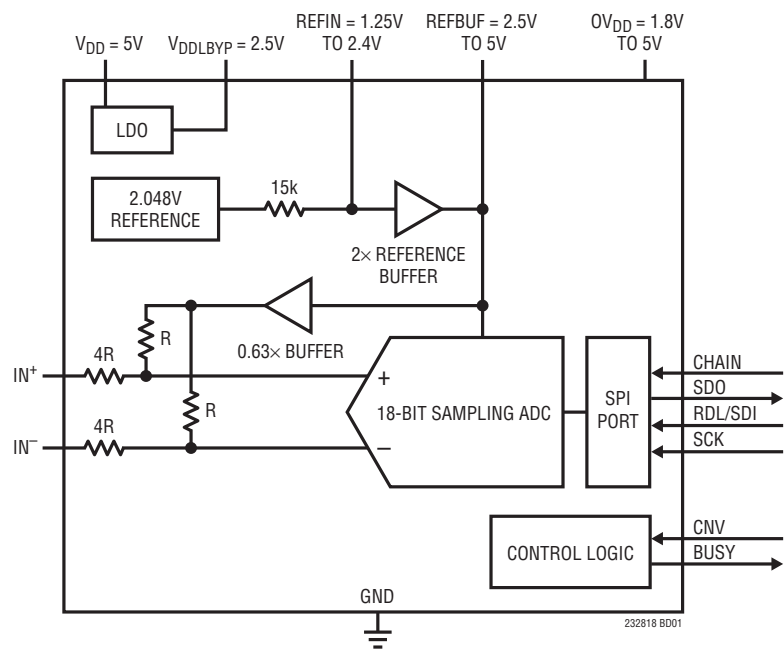 V_DD = 5V
V_DDLBYP = 2.5V
REFIN = 1.25V
TO 2.4V
REFBUF = 2.5V
TO 5V
OV_DD = 1.8V
TO 5V
LDO
2.048V
REFERENCE
15k
2× REFERENCE
BUFFER
R
0.63× BUFFER
4R
IN⁺
+
R
4R
IN⁻
−
18-BIT SAMPLING ADC
SPI
PORT
CHAIN
SDO
RDL/SDI
SCK
CONTROL LOGIC
CNV
BUSY
GND
232818 BD01